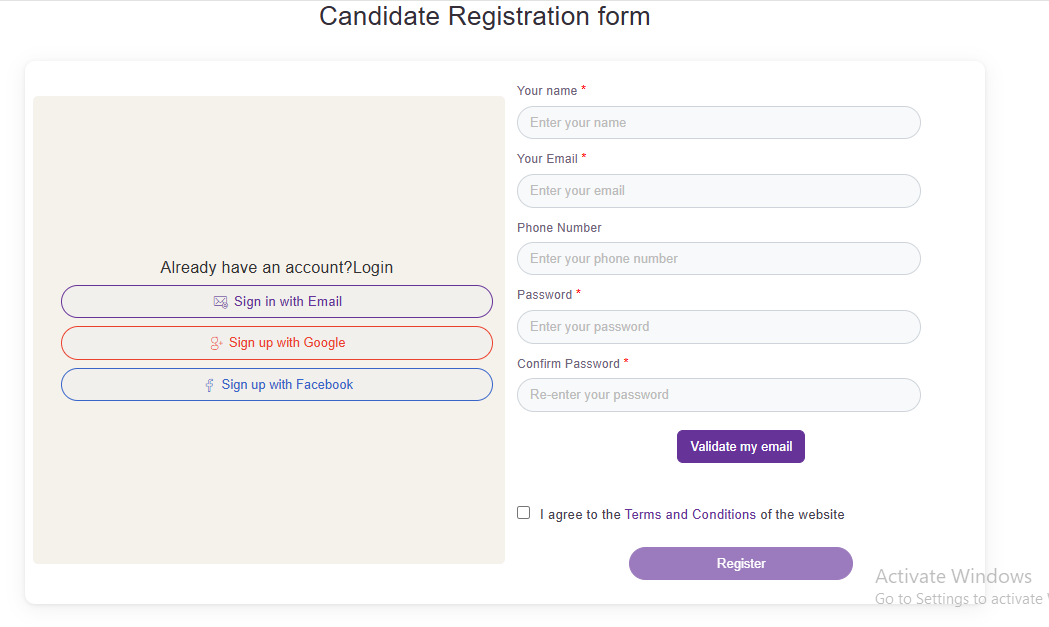 Candidate Registration form
Already have an account?Login
Sign in with Email
Sign up with Google
Sign up with Facebook
Your name *
Enter your name
Your Email *
Enter your email
Phone Number
Enter your phone number
Password *
Enter your password
Confirm Password *
Re-enter your password
Validate my email
I agree to the Terms and Conditions of the website
Register
Activate Windows
Go to Settings to activate